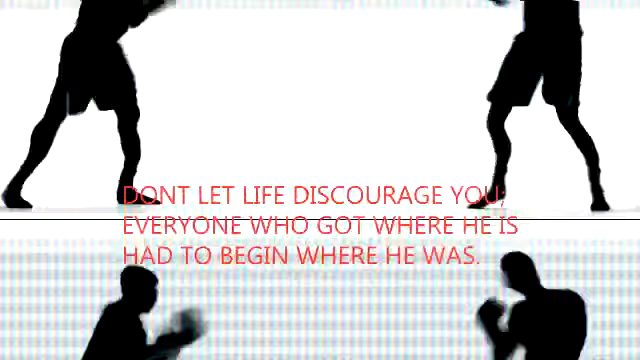 DONT LET LIFE DISCOURAGE YOU;
EVERYONE WHO GOT WHERE HE IS
HAD TO BEGIN WHERE HE WAS.